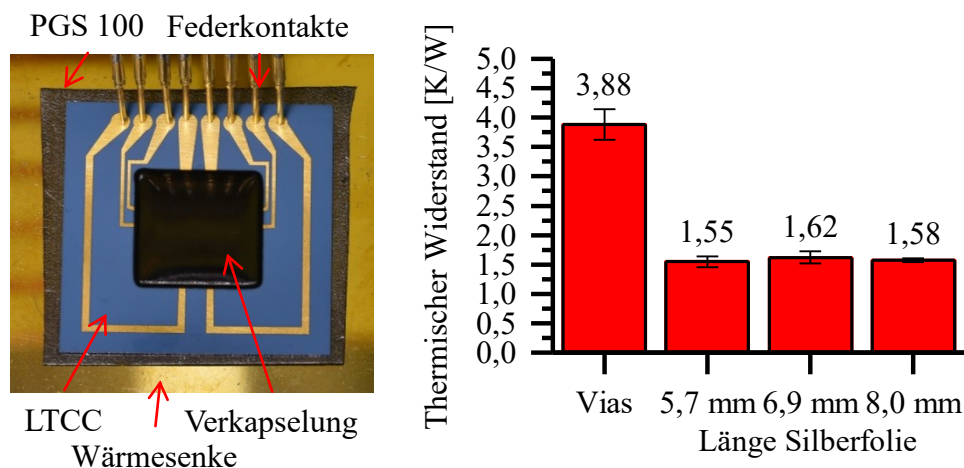 PGS 100 Federkontakte
LTCC Verkapselung
Wärmesenke
Thermischer Widerstand [K/W]
5,0
4,5
4,0
3,5
3,0
2,5
2,0
1,5
1,0
0,5
0,0
3,88
1,55
1,62
1,58
Vias 5,7 mm 6,9 mm 8,0 mm
Länge Silberfolie